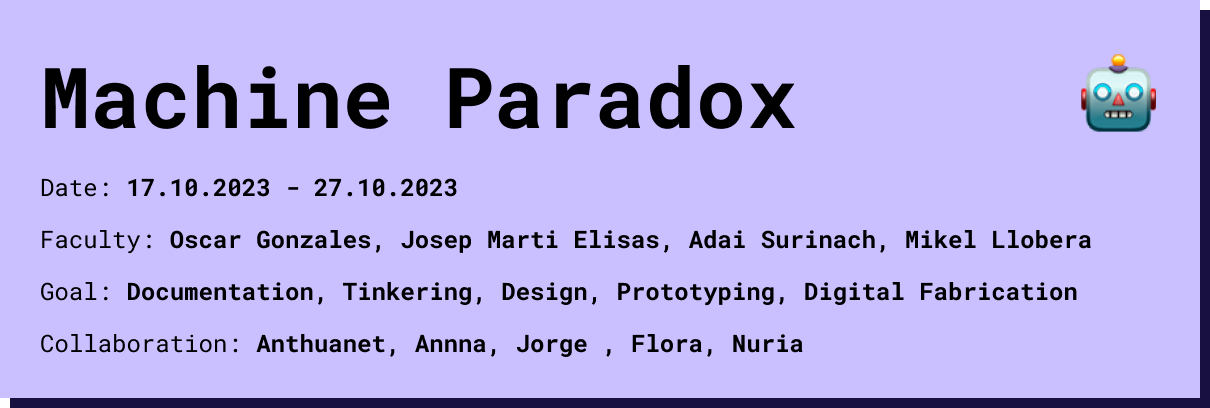 Machine Paradox
Date: 17.10.2023 - 27.10.2023
Faculty: Oscar Gonzales, Josep Marti Elisas, Adai Surinach, Mikel Llobera
Goal: Documentation, Tinkering, Design, Prototyping, Digital Fabrication
Collaboration: Anthuanet, Annna, Jorge , Flora, Nuria